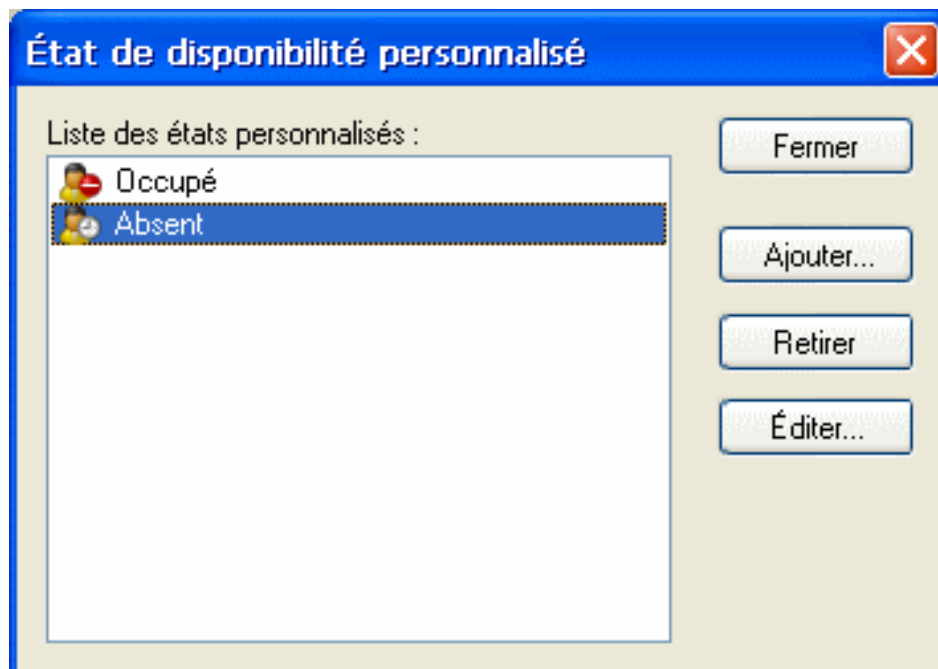 État de disponibilité personnalisé
Liste des états personnalisés :
Occupé
Absent
Fermer
Ajouter...
Retirer
Éditer...